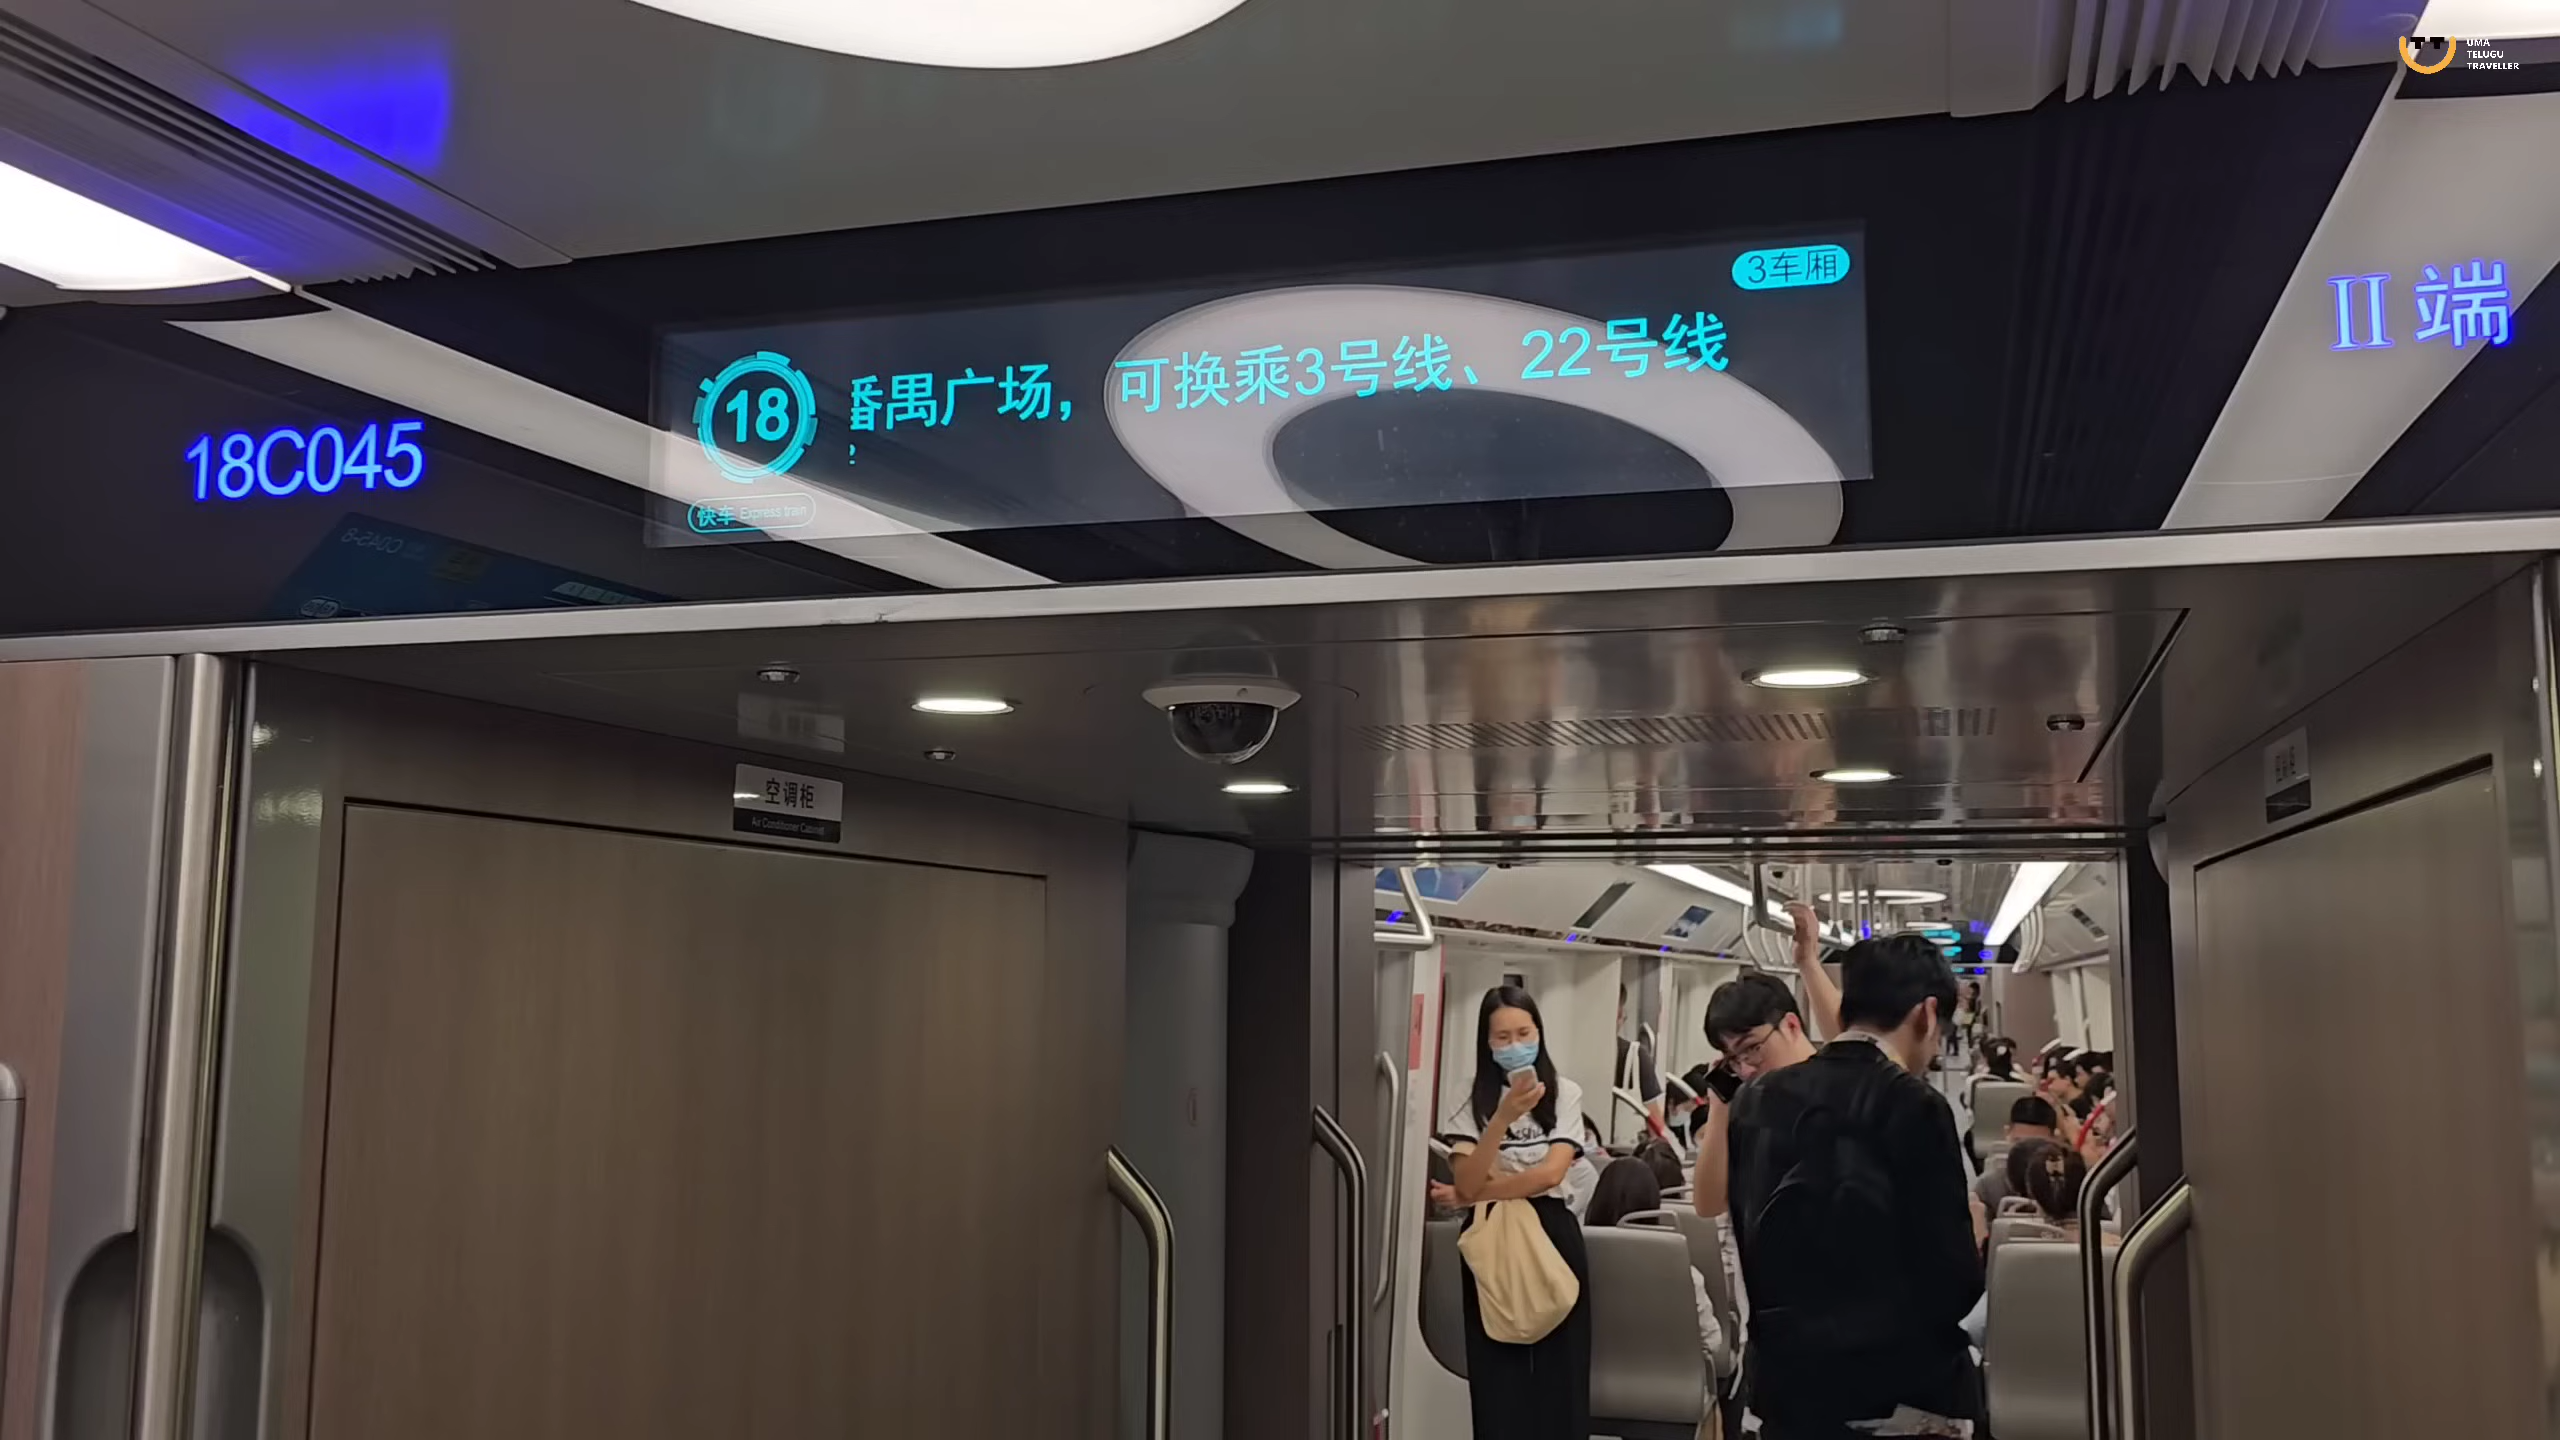 UMA
TELUGU
TRAVELLER
3车厢
II 端
18 番禺广场，可换乘3号线、22号线
18C045
快车 Express train
空调柜
Air Conditioner Cabinet